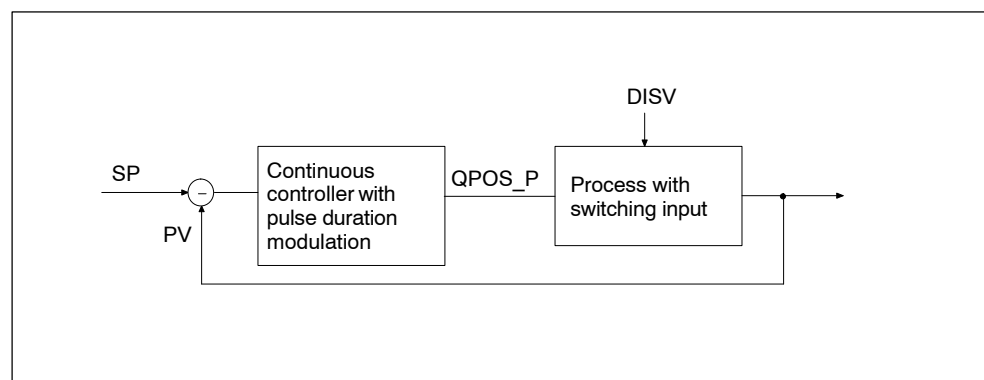 DISV
SP
Continuous
controller with
pulse duration
modulation
QPOS_P
Process with
switching input
PV
−